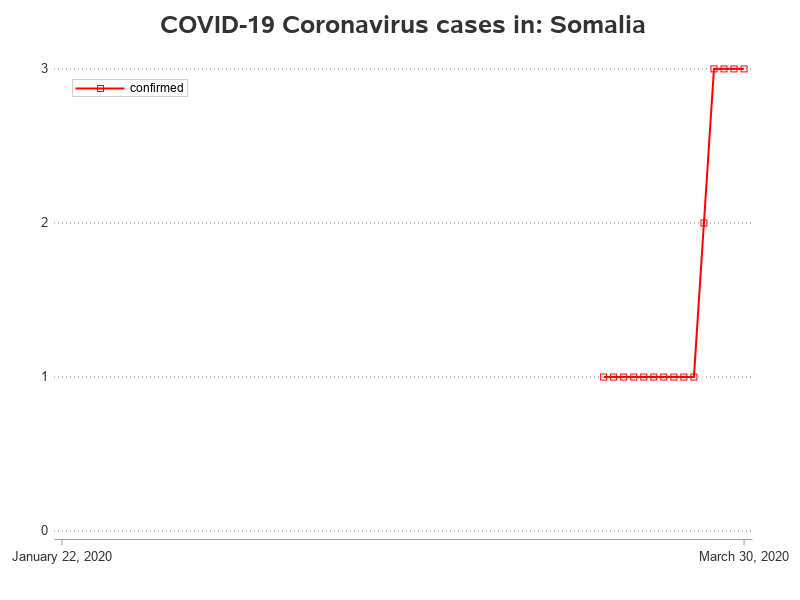 COVID-19 Coronavirus cases in: Somalia
3
confirmed
2
1
0
January 22, 2020
March 30, 2020